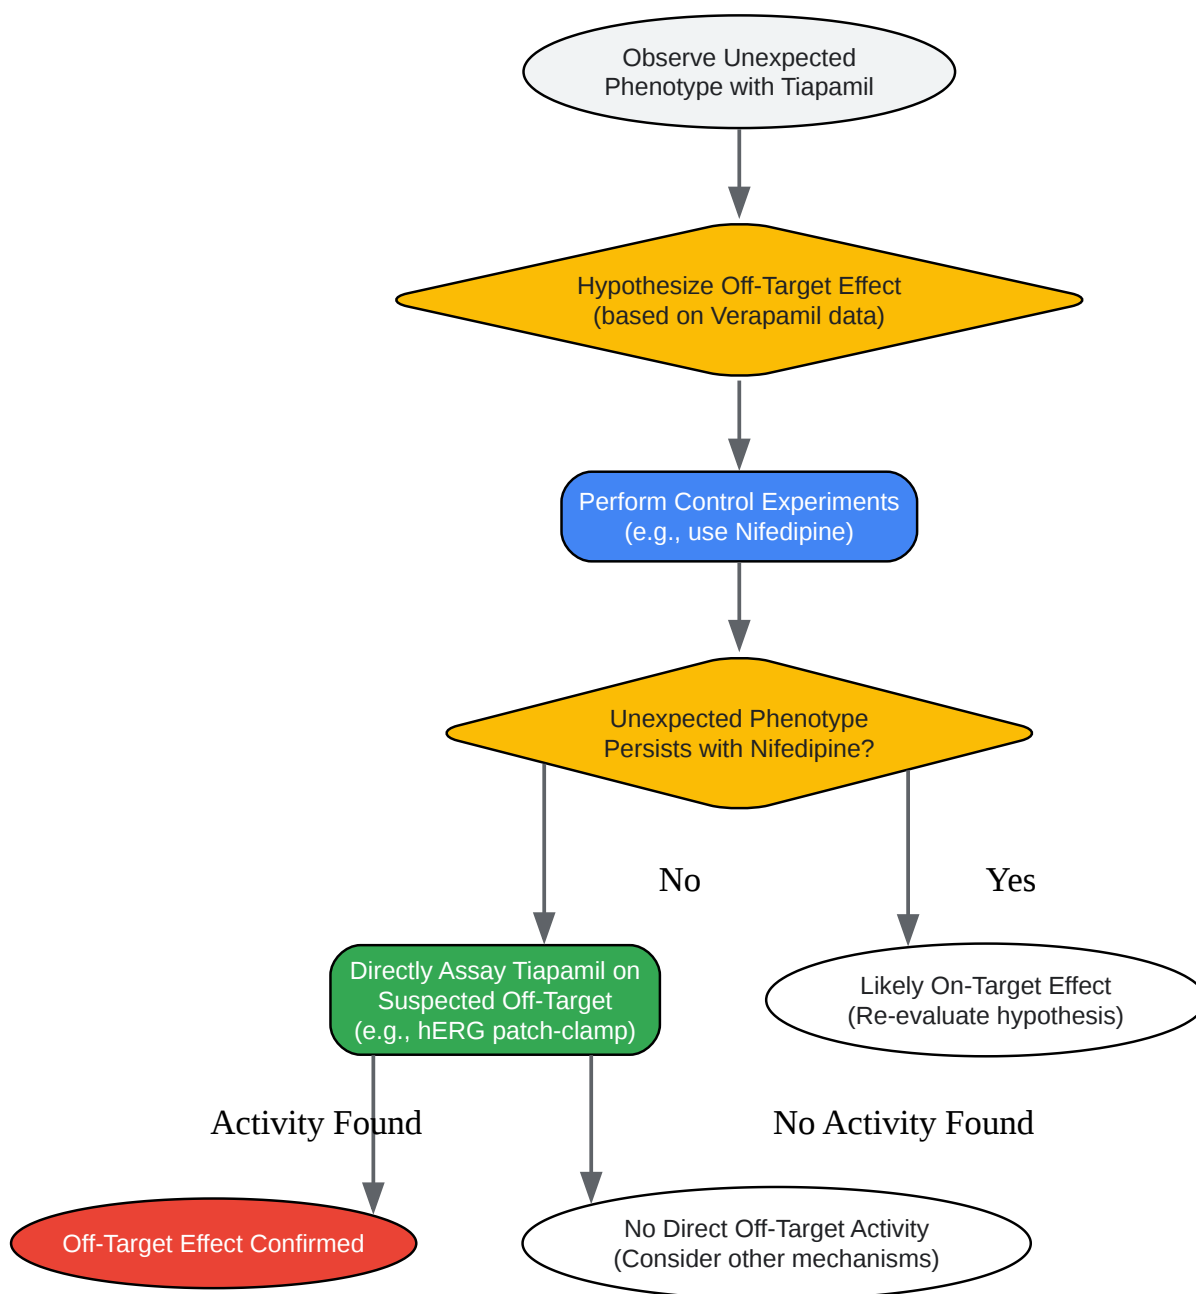 Observe Unexpected
Phenotype with Tiapamil
Hypothesize Off-Target Effect
(based on Verapamil data)
Perform Control Experiments
(e.g., use Nifedipine)
Unexpected Phenotype
Persists with Nifedipine?
No
Yes
Directly Assay Tiapamil on
Suspected Off-Target
(e.g., hERG patch-clamp)
Likely On-Target Effect
(Re-evaluate hypothesis)
Activity Found
No Activity Found
Off-Target Effect Confirmed
No Direct Off-Target Activity
(Consider other mechanisms)